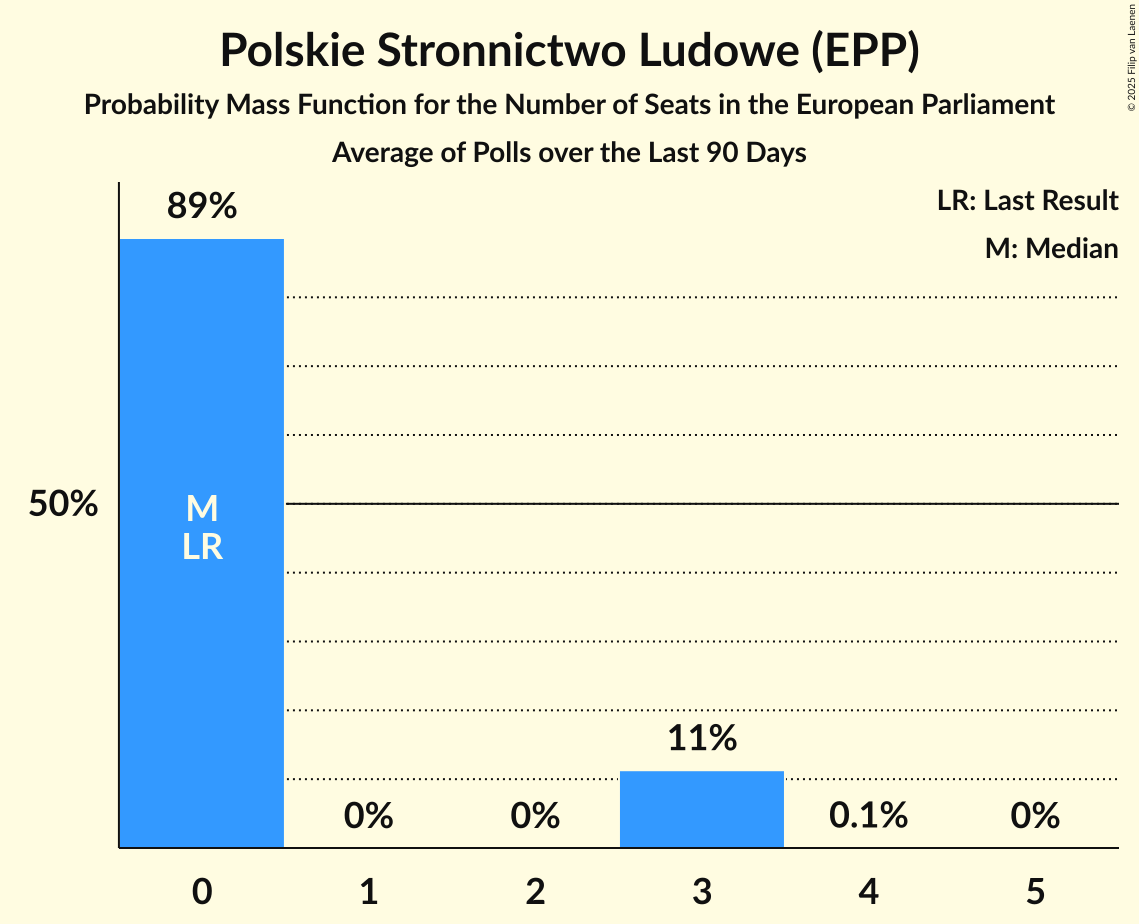 Polskie Stronnictwo Ludowe (EPP)
Probability Mass Function for the Number of Seats in the European Parliament
Average of Polls over the Last 90 Days
© 2025 Filip van Laenen
LR: Last Result
M: Median
89%
50%
M
LR
0%
0%
11%
0.1%
0%
0
1
2
3
4
5